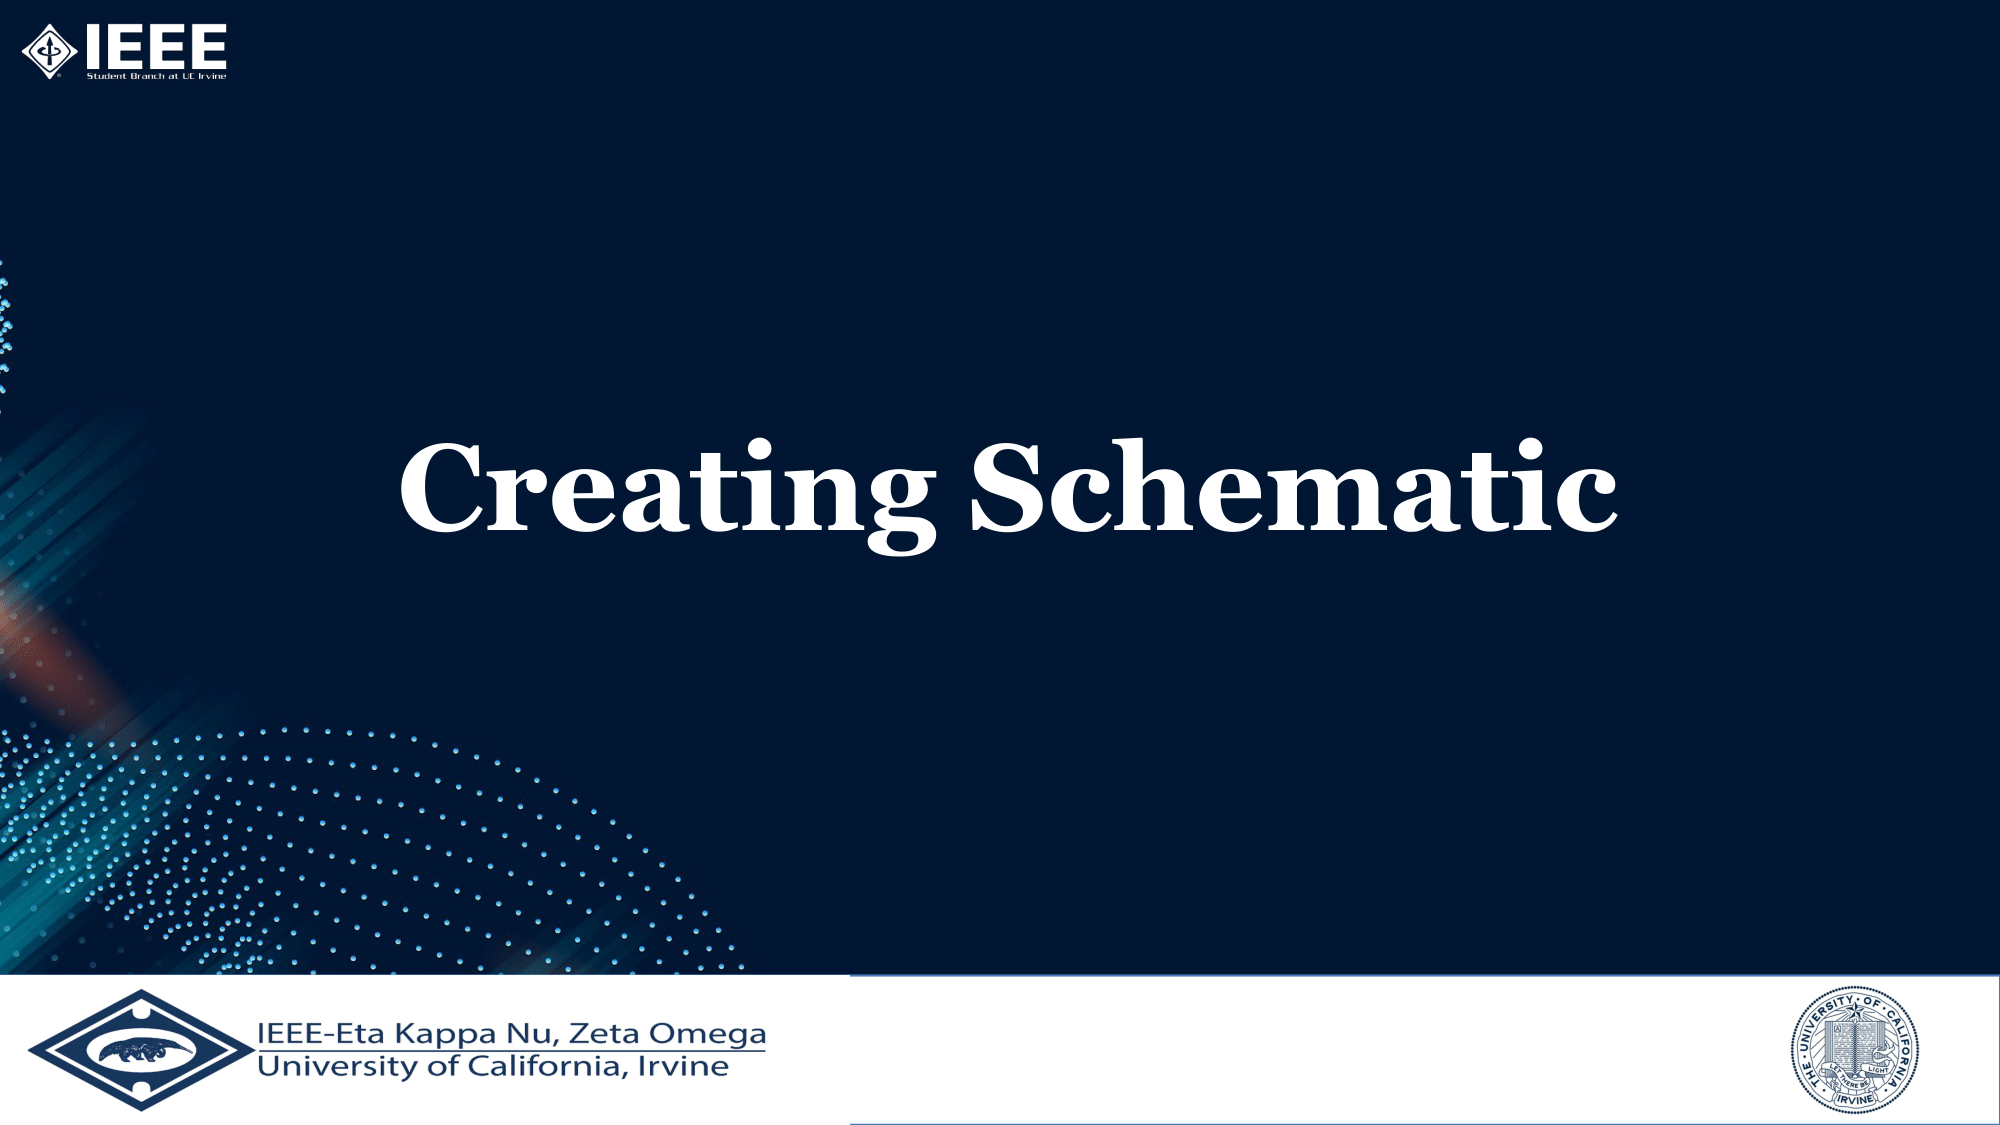 IEEE
Student Branch at UC Irvine
Creating Schematic
IEEE-Eta Kappa Nu, Zeta Omega
University of California, Irvine
THE · UNIVERSITY · OF · CALIFORNIA
LET THERE BE LIGHT
IRVINE